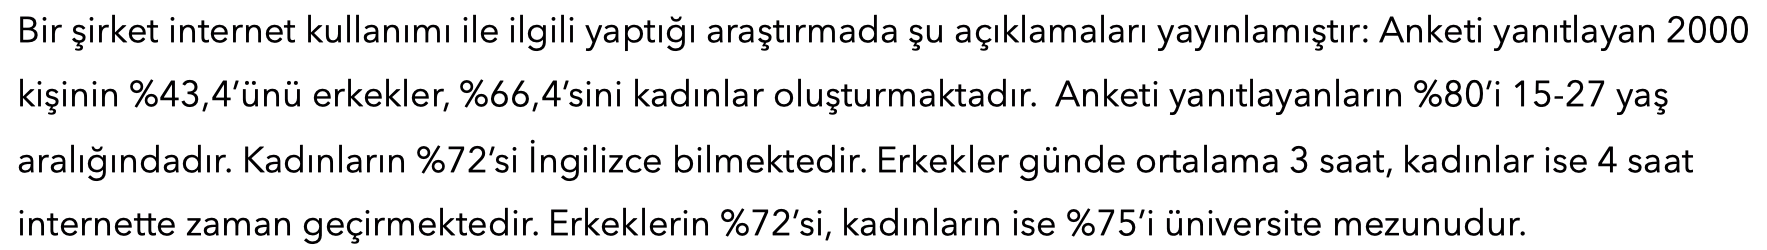 Bir şirket internet kullanımı ile ilgili yaptığı araştırmada şu açıklamaları yayınlamıştır: Anketi yanıtlayan 2000
kişinin %43,4'ünü erkekler, %66,4'sini kadınlar oluşturmaktadır. Anketi yanıtlayanların %80'i 15-27 yaş
aralığındadır. Kadınların %72'si İngilizce bilmektedir. Erkekler günde ortalama 3 saat, kadınlar ise 4 saat
internette zaman geçirmektedir. Erkeklerin %72'si, kadınların ise %75'i üniversite mezunudur.